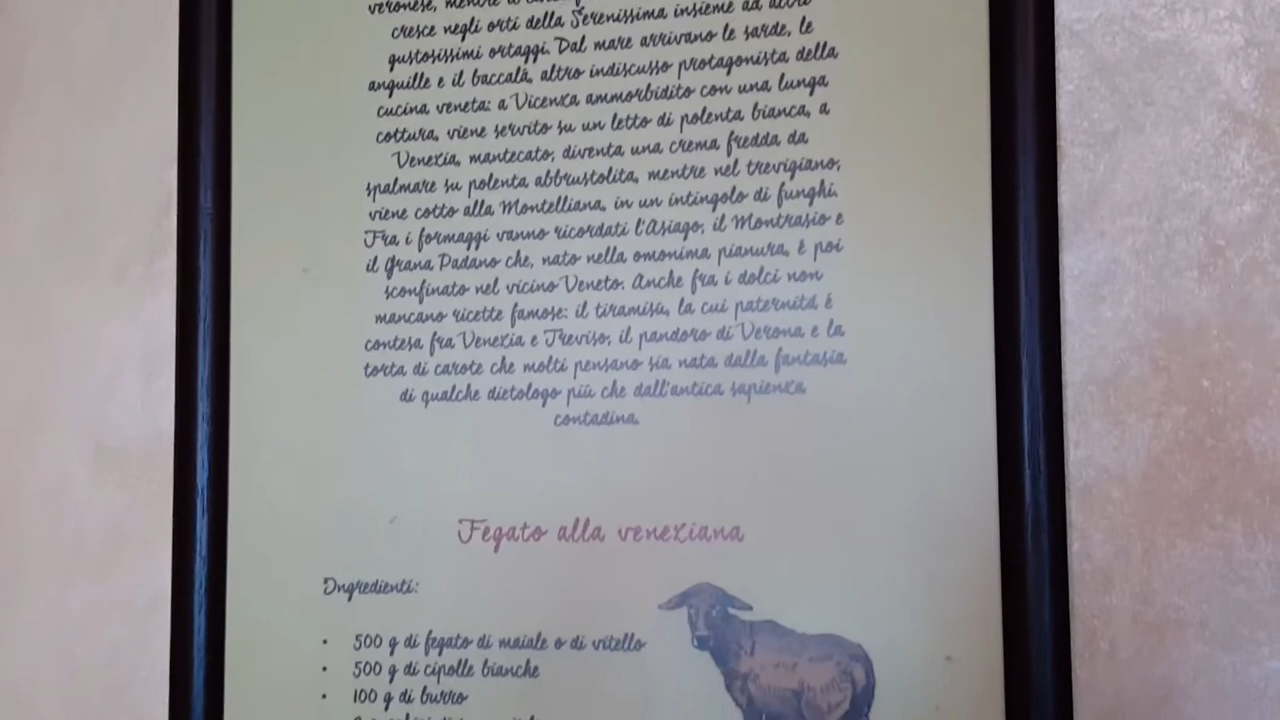 veronese, mentre
cresce negli orti della Serenissima insieme ad altri
gustosissimi ortaggi. Dal mare arrivano le sarde, le
anguille e il baccalà, altro indiscusso protagonista della
cucina veneta: a Vicenza ammorbidito con una lunga
cottura, viene servito su un letto di polenta bianca, a
Venezia, mantecato, diventa una crema fredda da
spalmare su polenta abbrustolita, mentre nel trevigiano,
viene cotto alla Montelliana, in un intingolo di funghi.
Fra i formaggi vanno ricordati l'Asiago, il Montrasio e
il Grana Padano che, nato nella omonima pianura, é poi
sconfinato nel vicino Veneto. Anche fra i dolci non
mancano ricette famose: il tiramisù, la cui paternità é
contesa fra Venezia e Treviso, il pandoro di Verona e la
torta di carote che molti pensano sia nata dalla fantasia
di qualche dietologo più che dall'antica sapienza
contadina.
Fegato alla veneziana
Ingredienti:
• 500 g di fegato di maiale o di vitello
• 500 g di cipolle bianche
• 100 g di burro